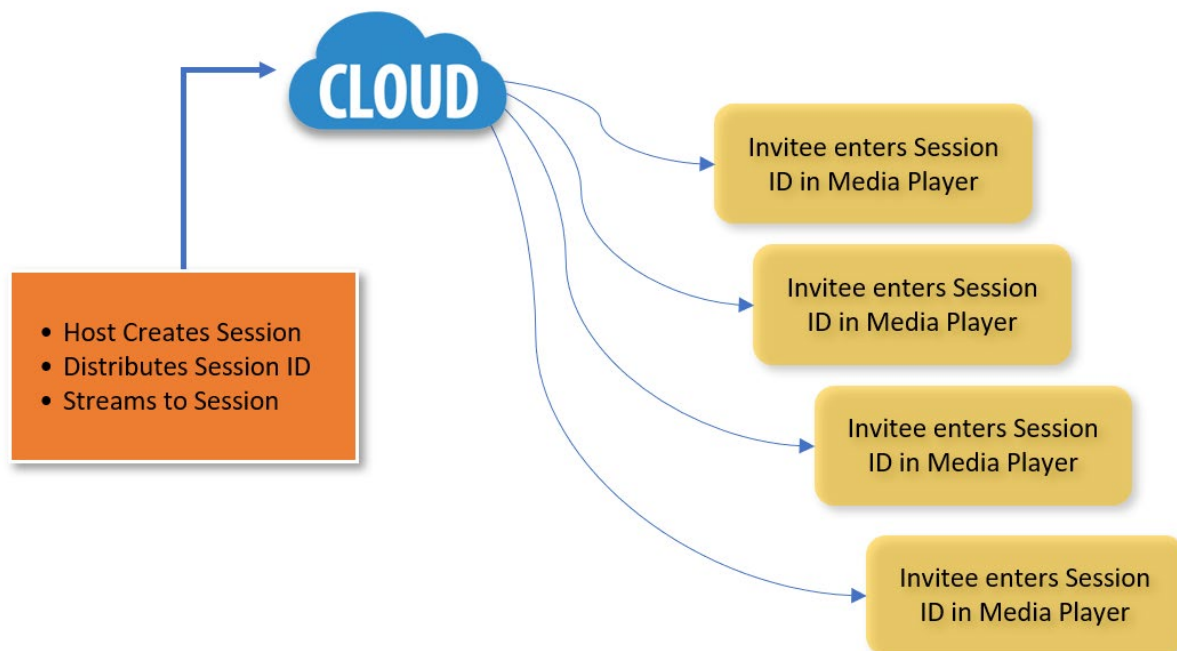 CLOUD
• Host Creates Session
• Distributes Session ID
• Streams to Session
Invitee enters Session
ID in Media Player
Invitee enters Session
ID in Media Player
Invitee enters Session
ID in Media Player
Invitee enters Session
ID in Media Player